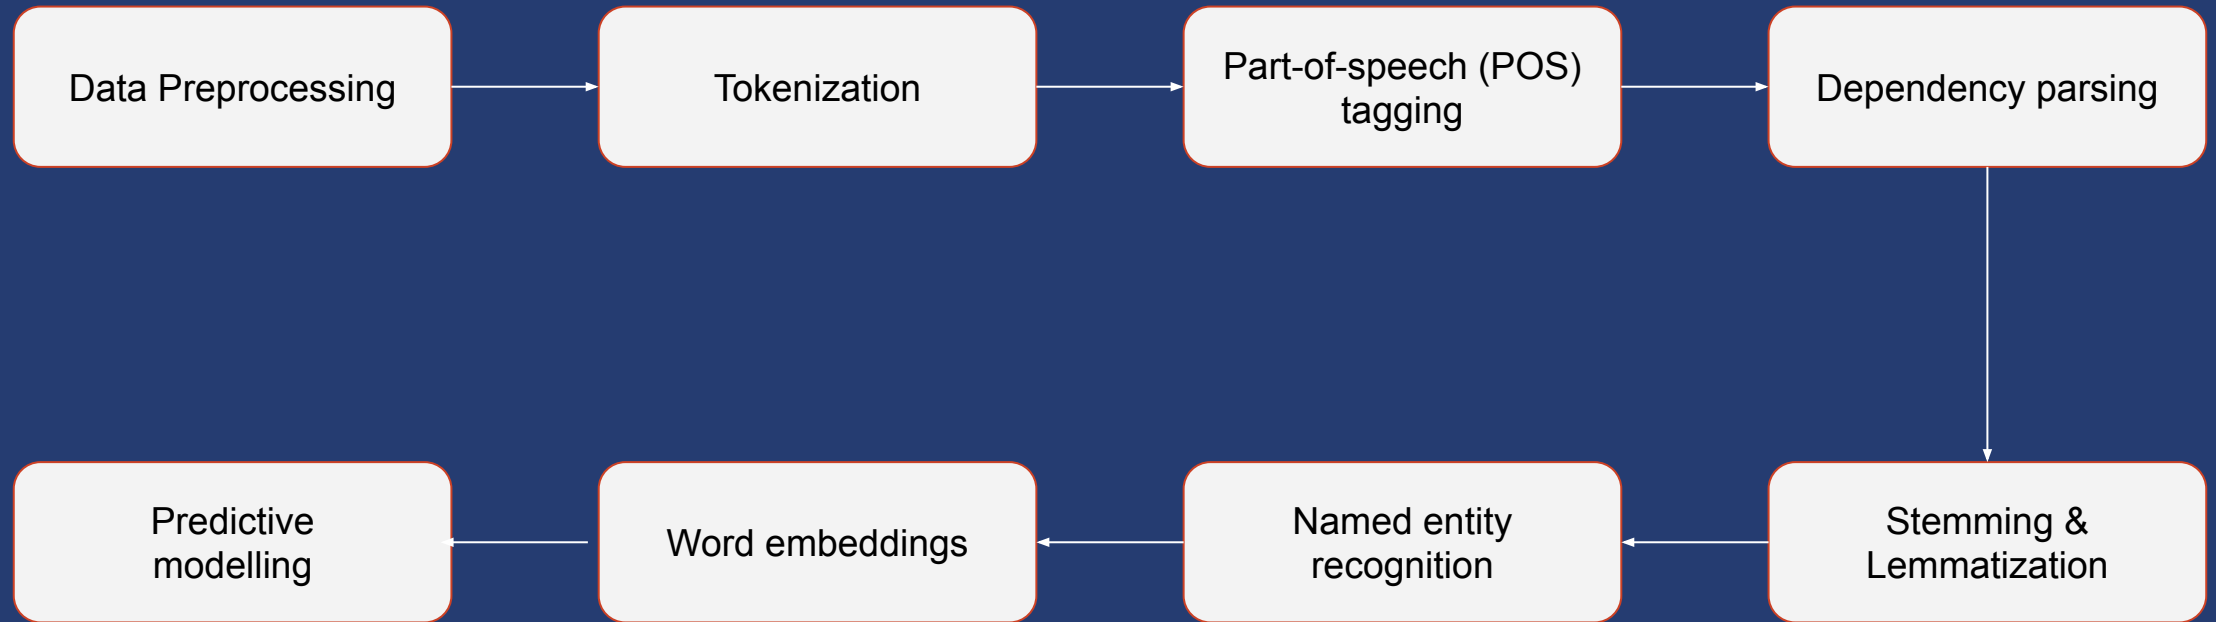 Data Preprocessing
Tokenization
Part-of-speech (POS)
tagging
Dependency parsing
Stemming &
Lemmatization
Named entity
recognition
Word embeddings
Predictive
modelling